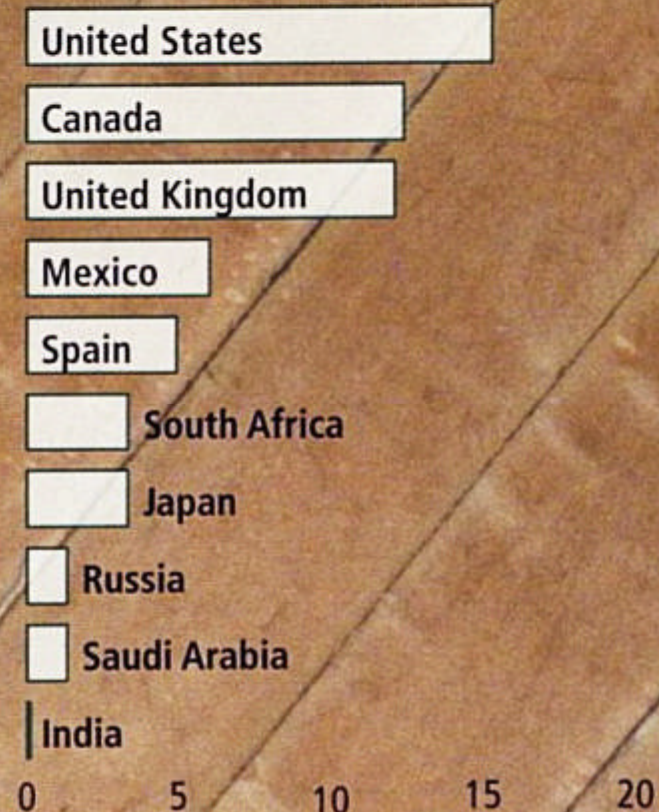 United States
Canada
United Kingdom
Mexico
Spain
South Africa
Japan
Russia
Saudi Arabia
India
0 5 10 15 20